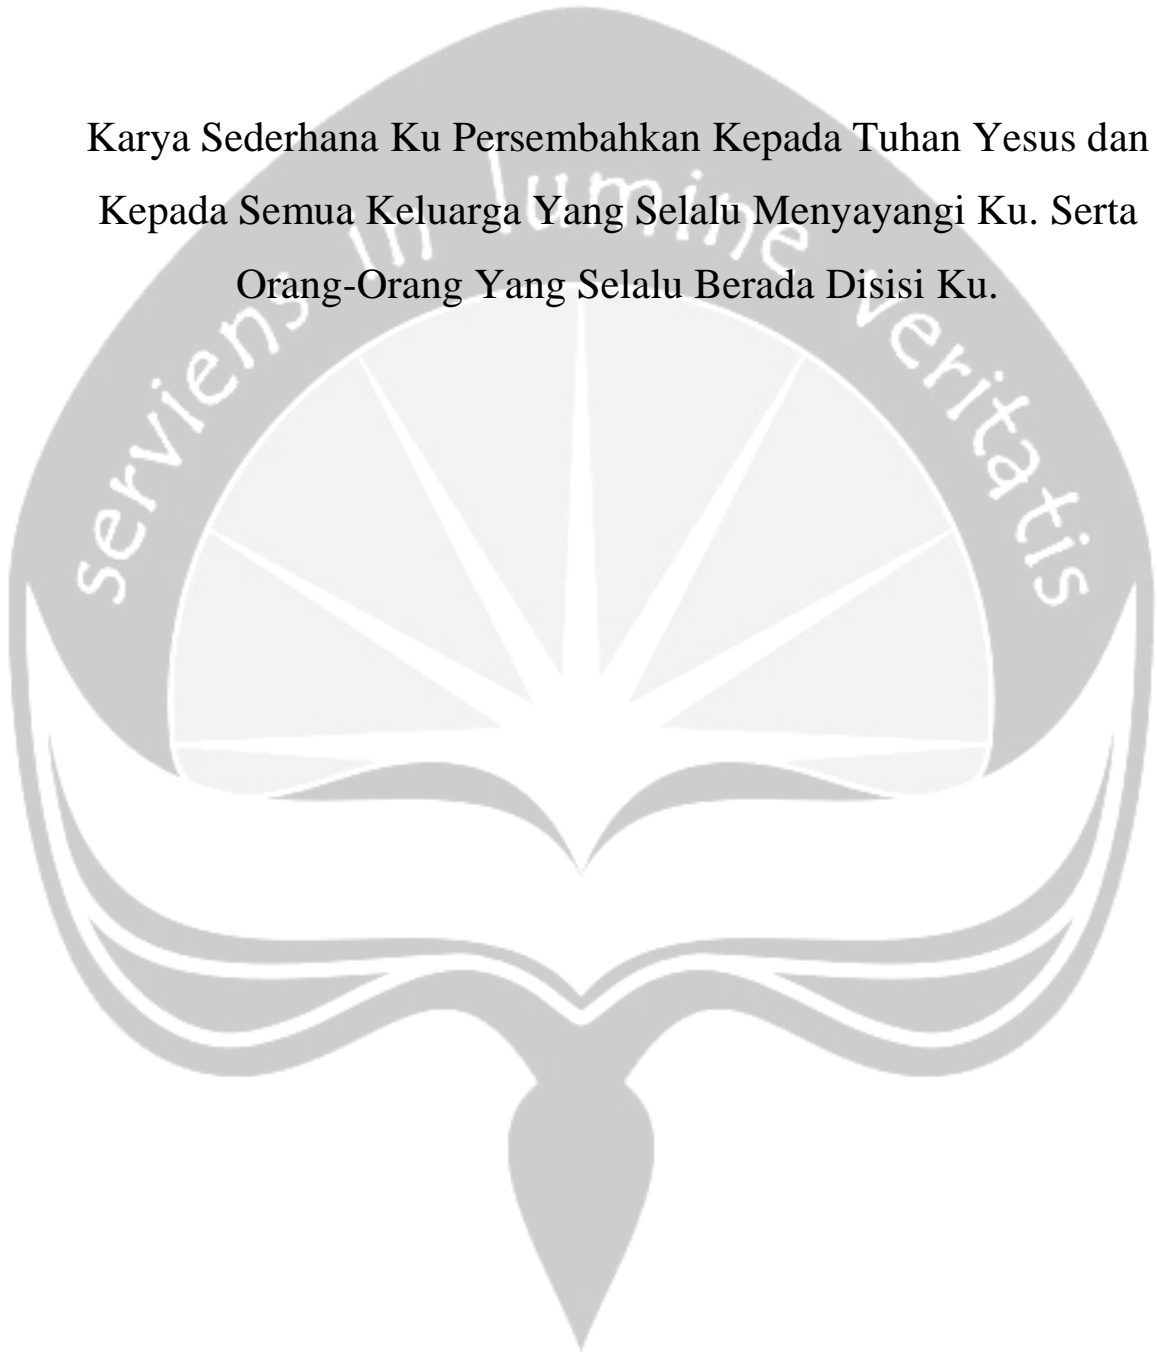 Karya Sederhana Ku Persembahkan Kepada Tuhan Yesus dan
Kepada Semua Keluarga Yang Selalu Menyayangi Ku. Serta
Orang-Orang Yang Selalu Berada Disisi Ku.
serviens in lumine veritatis